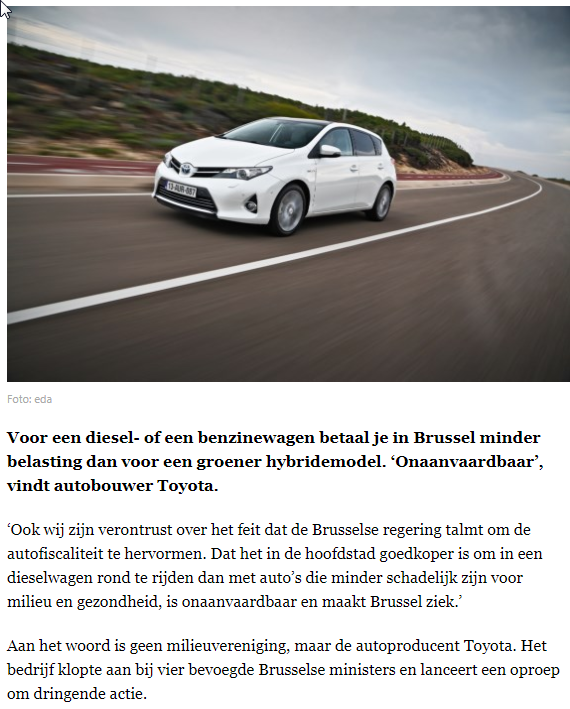 13-AUR-087
Foto: eda
Voor een diesel- of een benzinewagen betaal je in Brussel minder
belasting dan voor een groener hybridemodel. ‘Onaanvaardbaar’,
vindt autobouwer Toyota.
‘Ook wij zijn verontrust over het feit dat de Brusselse regering talmt om de
autofiscaliteit te hervormen. Dat het in de hoofdstad goedkoper is om in een
dieselwagen rond te rijden dan met auto’s die minder schadelijk zijn voor
milieu en gezondheid, is onaanvaardbaar en maakt Brussel ziek.’
Aan het woord is geen milieuvereniging, maar de autoproducent Toyota. Het
bedrijf klopte aan bij vier bevoegde Brusselse ministers en lanceert een oproep
om dringende actie.